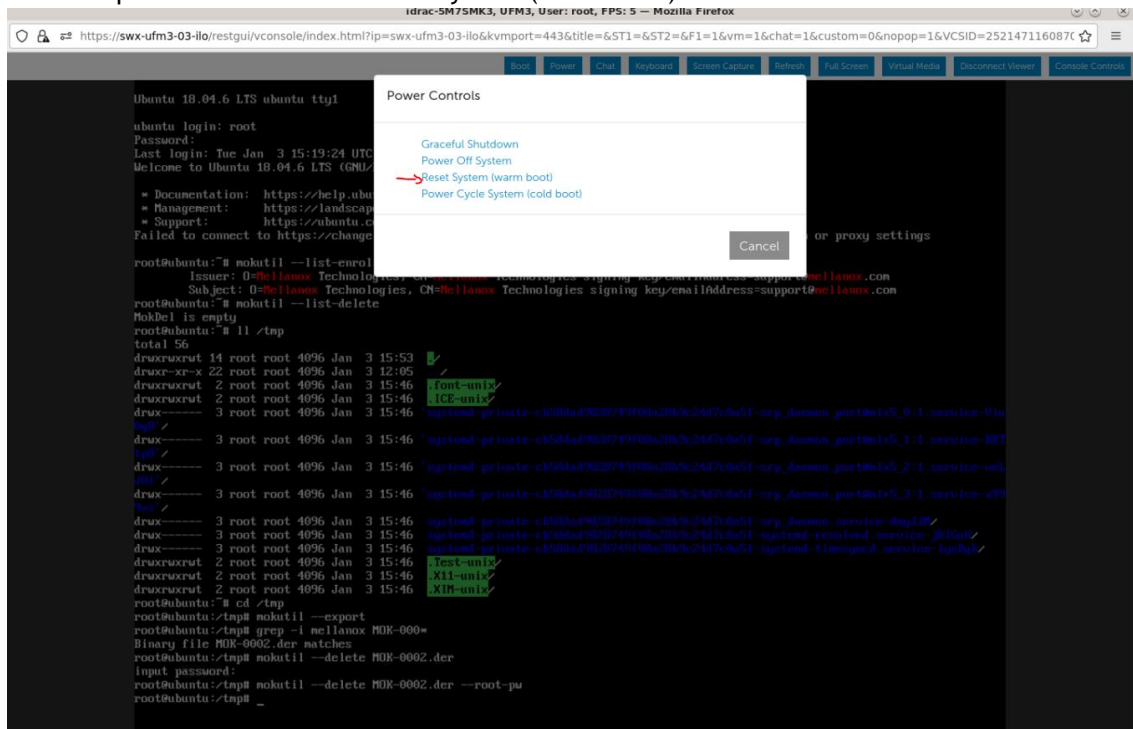 idrac-5M7SMK3, UFM3, User: root, FPS: 5 — Mozilla Firefox
https://swx-ufm3-03-ilo/restgui/vconsole/index.html?ip=swx-ufm3-03-ilo&kvmport=443&title=&ST1=&ST2=&F1=1&vm=1&chat=1&custom=0&nopop=1&VCSID=252147116087
Boot Power Chat Keyboard Screen Capture Refresh Full Screen Virtual Media Disconnect Viewer Console Controls
Power Controls
Graceful Shutdown
Power Off System
Reset System (warm boot)
Power Cycle System (cold boot)
Cancel
Ubuntu 18.04.6 LTS ubuntu tty1
ubuntu login: root
Password:
Last login: Tue Jan 3 15:19:24 UTC
Welcome to Ubuntu 18.04.6 LTS (GNU/
* Documentation: https://help.ubu
* Management: https://landscap
* Support: https://ubuntu.c
Failed to connect to https://change or proxy settings
root@ubuntu:~# mokutil --list-enrol
Issuer: O=Mellanox Technologies, CN=Mellanox Technologies signing key/emailAddress=support@mellanox.com
Subject: O=Mellanox Technologies, CN=Mellanox Technologies signing key/emailAddress=support@mellanox.com
root@ubuntu:~# mokutil --list-delete
MokDel is empty
root@ubuntu:~# ll /tmp
total 56
drwxrwxrwt 14 root root 4096 Jan 3 15:53 ./
drwxr-xr-x 22 root root 4096 Jan 3 12:05 /
drwxrwxrwt 2 root root 4096 Jan 3 15:46 .font-unix/
drwxrwxrwt 2 root root 4096 Jan 3 15:46 .ICE-unix/
drwx------ 3 root root 4096 Jan 3 15:46
drwx------ 3 root root 4096 Jan 3 15:46
drwx------ 3 root root 4096 Jan 3 15:46
drwx------ 3 root root 4096 Jan 3 15:46
drwx------ 3 root root 4096 Jan 3 15:46
drwx------ 3 root root 4096 Jan 3 15:46
drwx------ 3 root root 4096 Jan 3 15:46
drwxrwxrwt 2 root root 4096 Jan 3 15:46 .Test-unix/
drwxrwxrwt 2 root root 4096 Jan 3 15:46 .X11-unix/
drwxrwxrwt 2 root root 4096 Jan 3 15:46 .XIM-unix/
root@ubuntu:~# cd /tmp
root@ubuntu:/tmp# mokutil --export
root@ubuntu:/tmp# grep -i mellanox MOK-000*
Binary file MOK-0002.der matches
root@ubuntu:/tmp# mokutil --delete MOK-0002.der
input password:
root@ubuntu:/tmp# mokutil --delete MOK-0002.der --root-pw
root@ubuntu:/tmp# _